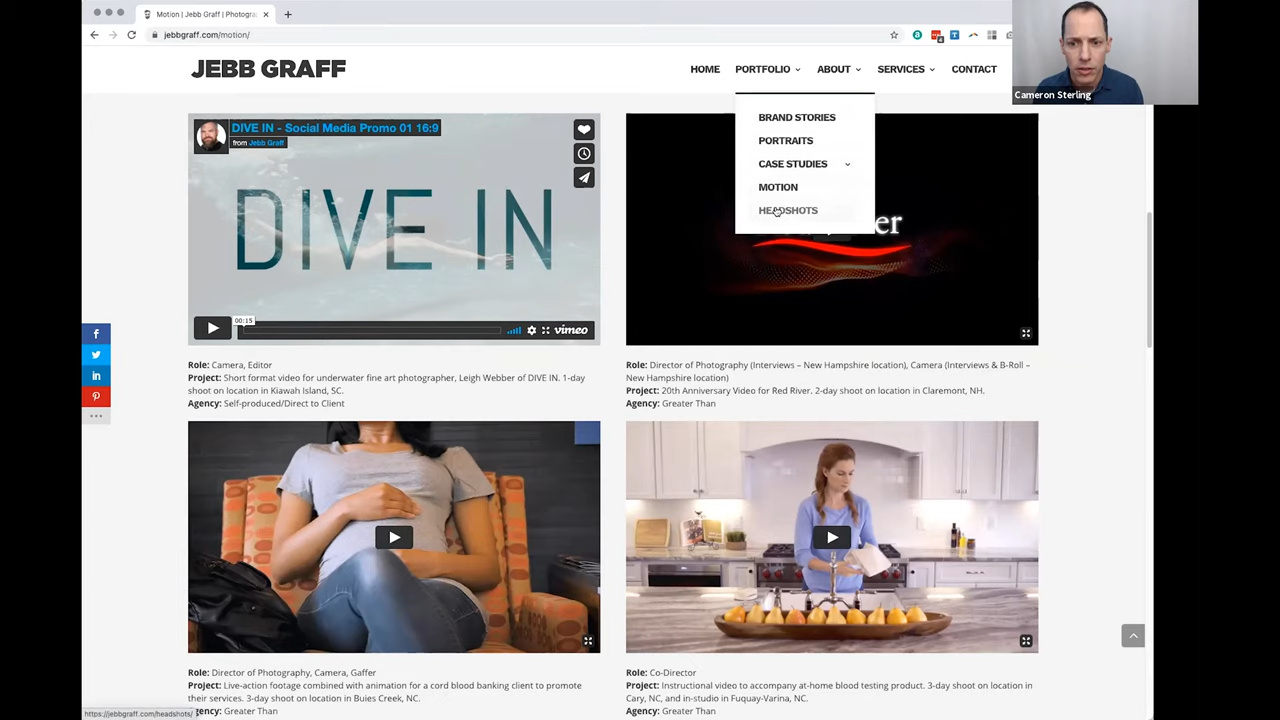 Motion | Jebb Graff | Photogra
jebbgraff.com/motion/
4
Cameron Sterling
JEBB GRAFF
HOME
PORTFOLIO
ABOUT
SERVICES
CONTACT
BRAND STORIES
PORTRAITS
CASE STUDIES
MOTION
HEADSHOTS
DIVE IN - Social Media Promo 01 16:9
from Jebb Graff
DIVE IN
00:15
vimeo
er
Role: Camera, Editor
Project: Short format video for underwater fine art photographer, Leigh Webber of DIVE IN. 1-day
shoot on location in Kiawah Island, SC.
Agency: Self-produced/Direct to Client
Role: Director of Photography (Interviews – New Hampshire location), Camera (Interviews & B-Roll –
New Hampshire location)
Project: 20th Anniversary Video for Red River. 2-day shoot on location in Claremont, NH.
Agency: Greater Than
Role: Director of Photography, Camera, Gaffer
Project: Live-action footage combined with animation for a cord blood banking client to promote
their services. 3-day shoot on location in Buies Creek, NC.
Agency: Greater Than
Role: Co-Director
Project: Instructional video to accompany at-home blood testing product. 3-day shoot on location in
Cary, NC, and in-studio in Fuquay-Varina, NC.
Agency: Greater Than
https://jebbgraff.com/headshots/